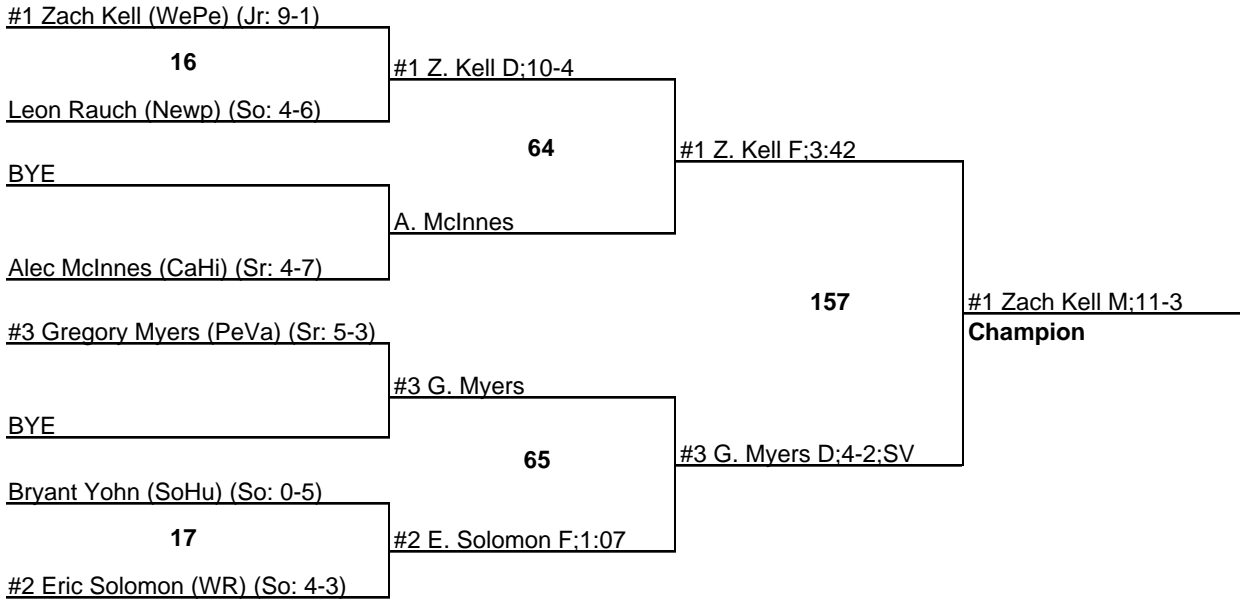 #1 Zach Kell (WePe) (Jr: 9-1)
16
#1 Z. Kell D;10-4
Leon Rauch (Newp) (So: 4-6)
64
#1 Z. Kell F;3:42
BYE
A. McInnes
Alec McInnes (CaHi) (Sr: 4-7)
157
#1 Zach Kell M;11-3
Champion
#3 Gregory Myers (PeVa) (Sr: 5-3)
#3 G. Myers
BYE
65
#3 G. Myers D;4-2;SV
Bryant Yohn (SoHu) (So: 0-5)
17
#2 E. Solomon F;1:07
#2 Eric Solomon (WR) (So: 4-3)